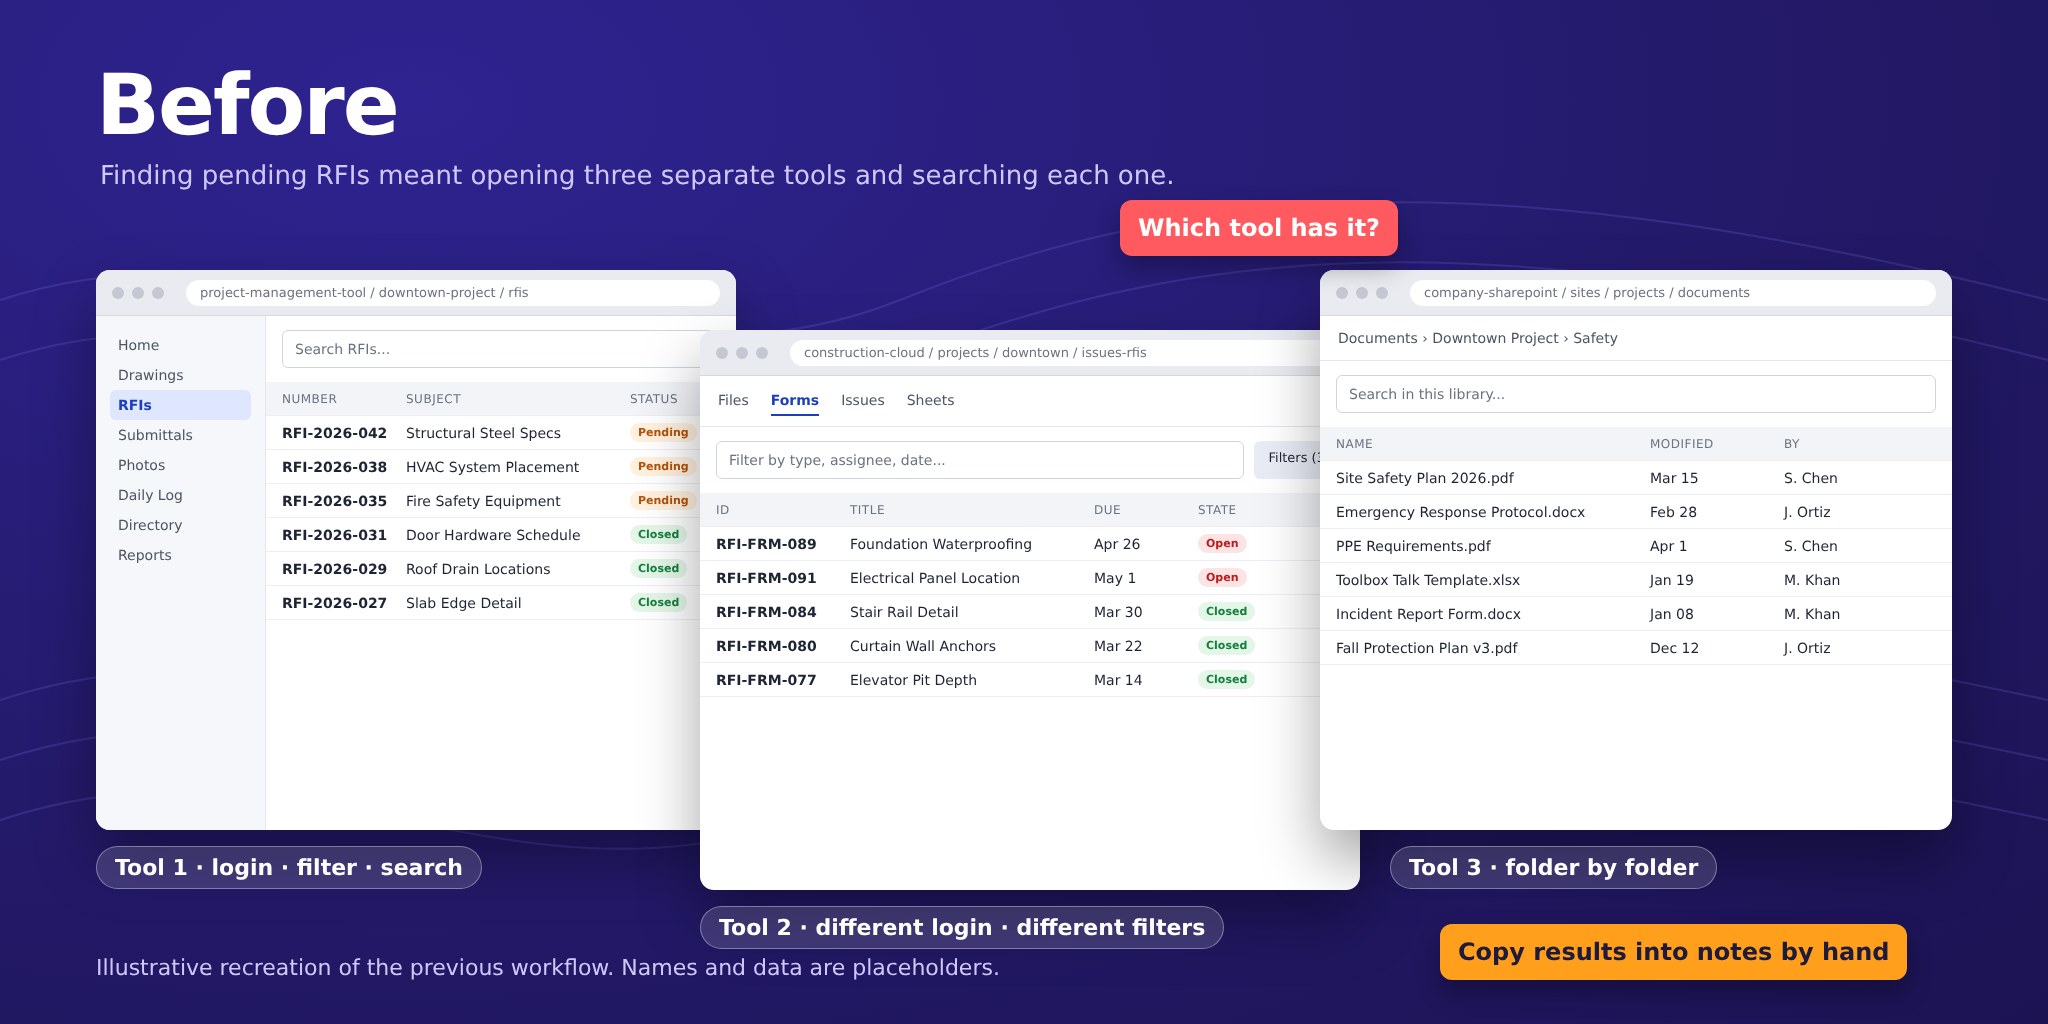 Before
Finding pending RFIs meant opening three separate tools and searching each one.
Which tool has it?
project-management-tool / downtown-project / rfis
Home
Drawings
RFIs
Submittals
Photos
Daily Log
Directory
Reports
Search RFIs...
NUMBER SUBJECT STATUS
RFI-2026-042 Structural Steel Specs Pending
RFI-2026-038 HVAC System Placement Pending
RFI-2026-035 Fire Safety Equipment Pending
RFI-2026-031 Door Hardware Schedule Closed
RFI-2026-029 Roof Drain Locations Closed
RFI-2026-027 Slab Edge Detail Closed
Tool 1 · login · filter · search
construction-cloud / projects / downtown / issues-rfis
Files Forms Issues Sheets
Filter by type, assignee, date... Filters
ID TITLE DUE STATE
RFI-FRM-089 Foundation Waterproofing Apr 26 Open
RFI-FRM-091 Electrical Panel Location May 1 Open
RFI-FRM-084 Stair Rail Detail Mar 30 Closed
RFI-FRM-080 Curtain Wall Anchors Mar 22 Closed
RFI-FRM-077 Elevator Pit Depth Mar 14 Closed
Tool 2 · different login · different filters
company-sharepoint / sites / projects / documents
Documents › Downtown Project › Safety
Search in this library...
NAME MODIFIED BY
Site Safety Plan 2026.pdf Mar 15 S. Chen
Emergency Response Protocol.docx Feb 28 J. Ortiz
PPE Requirements.pdf Apr 1 S. Chen
Toolbox Talk Template.xlsx Jan 19 M. Khan
Incident Report Form.docx Jan 08 M. Khan
Fall Protection Plan v3.pdf Dec 12 J. Ortiz
Tool 3 · folder by folder
Copy results into notes by hand
Illustrative recreation of the previous workflow. Names and data are placeholders.